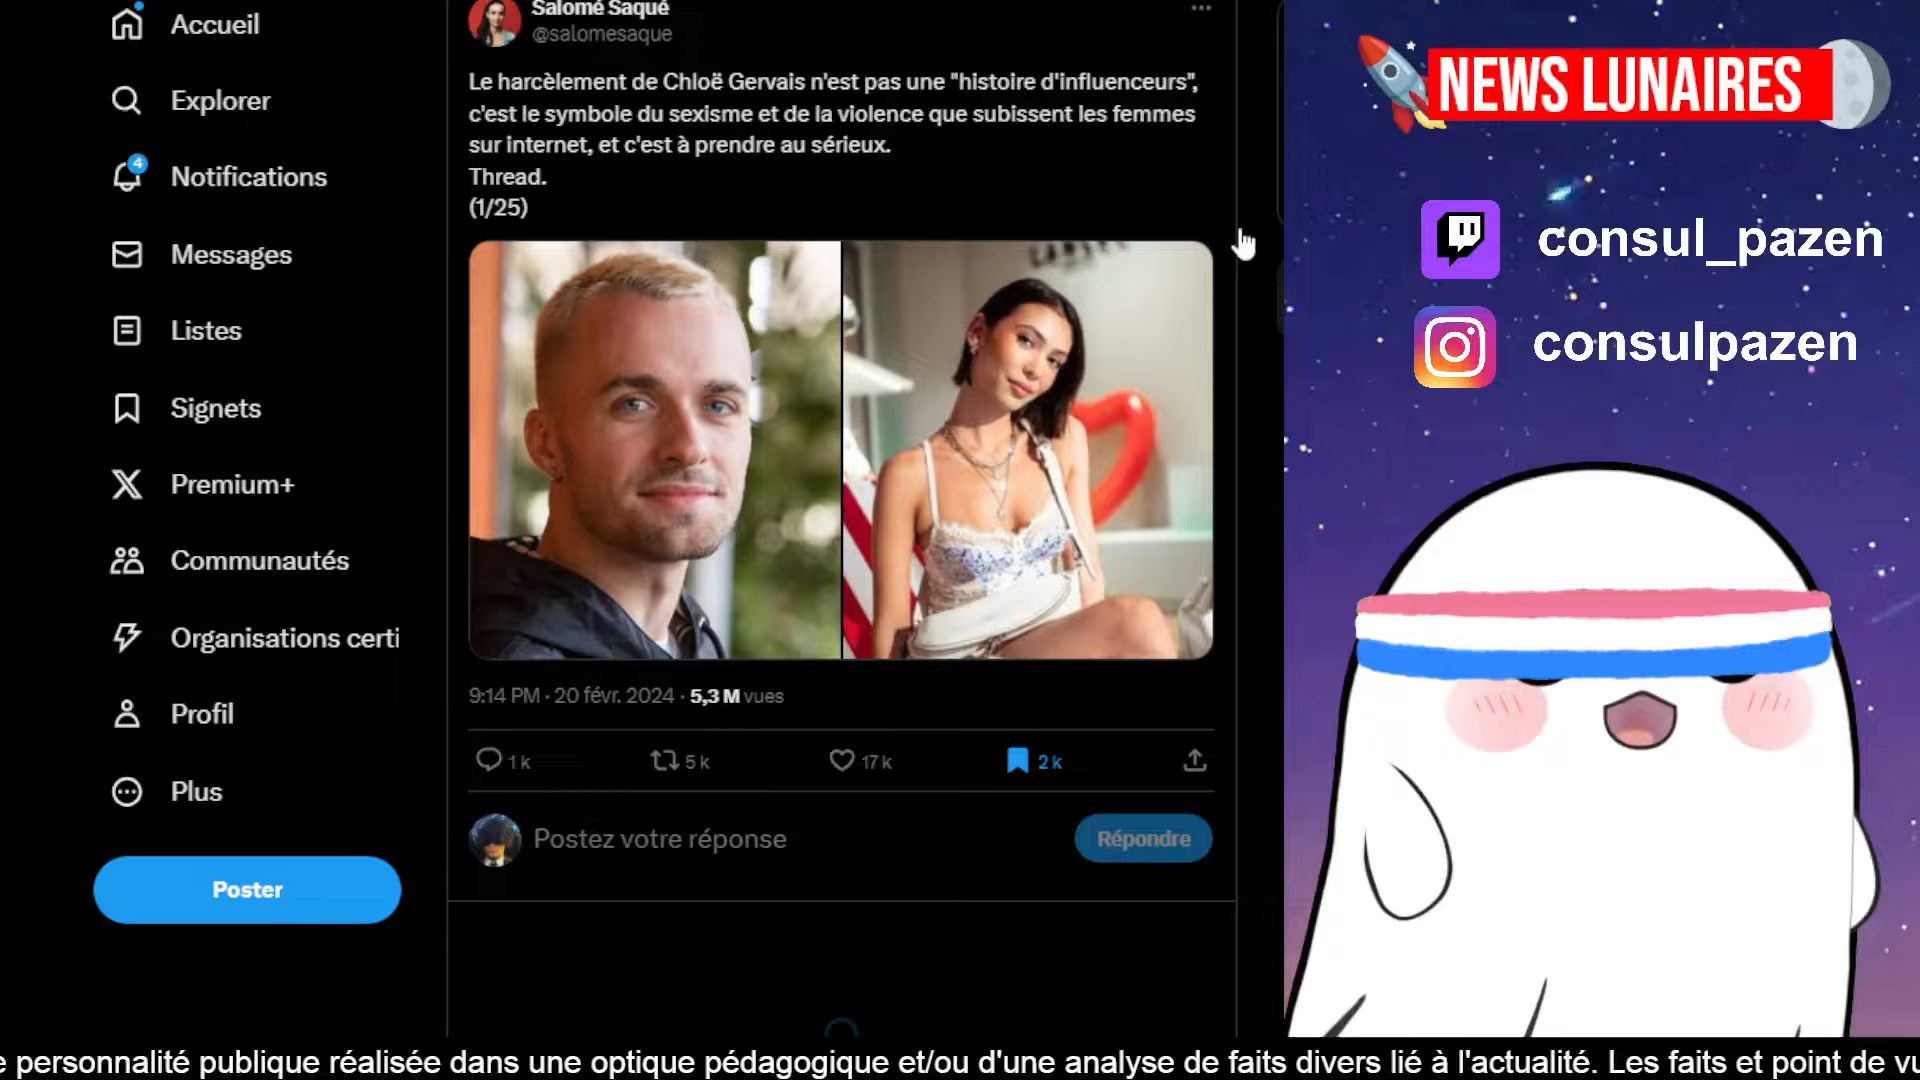 Accueil
Explorer
4
Notifications
Messages
Listes
Signets
Premium+
Communautés
Organisations certi
Profil
Plus
Poster
Salomé Saqué
@salomesaque
Le harcèlement de Chloë Gervais n'est pas une "histoire d'influenceurs",
c'est le symbole du sexisme et de la violence que subissent les femmes
sur internet, et c'est à prendre au sérieux.
Thread.
(1/25)
9:14 PM · 20 févr. 2024 · 5,3 M vues
1 k
5 k
17 k
2 k
Postez votre réponse
Répondre
NEWS LUNAIRES
consul_pazen
consulpazen
e personnalité publique réalisée dans une optique pédagogique et/ou d'une analyse de faits divers lié à l'actualité. Les faits et point de vu